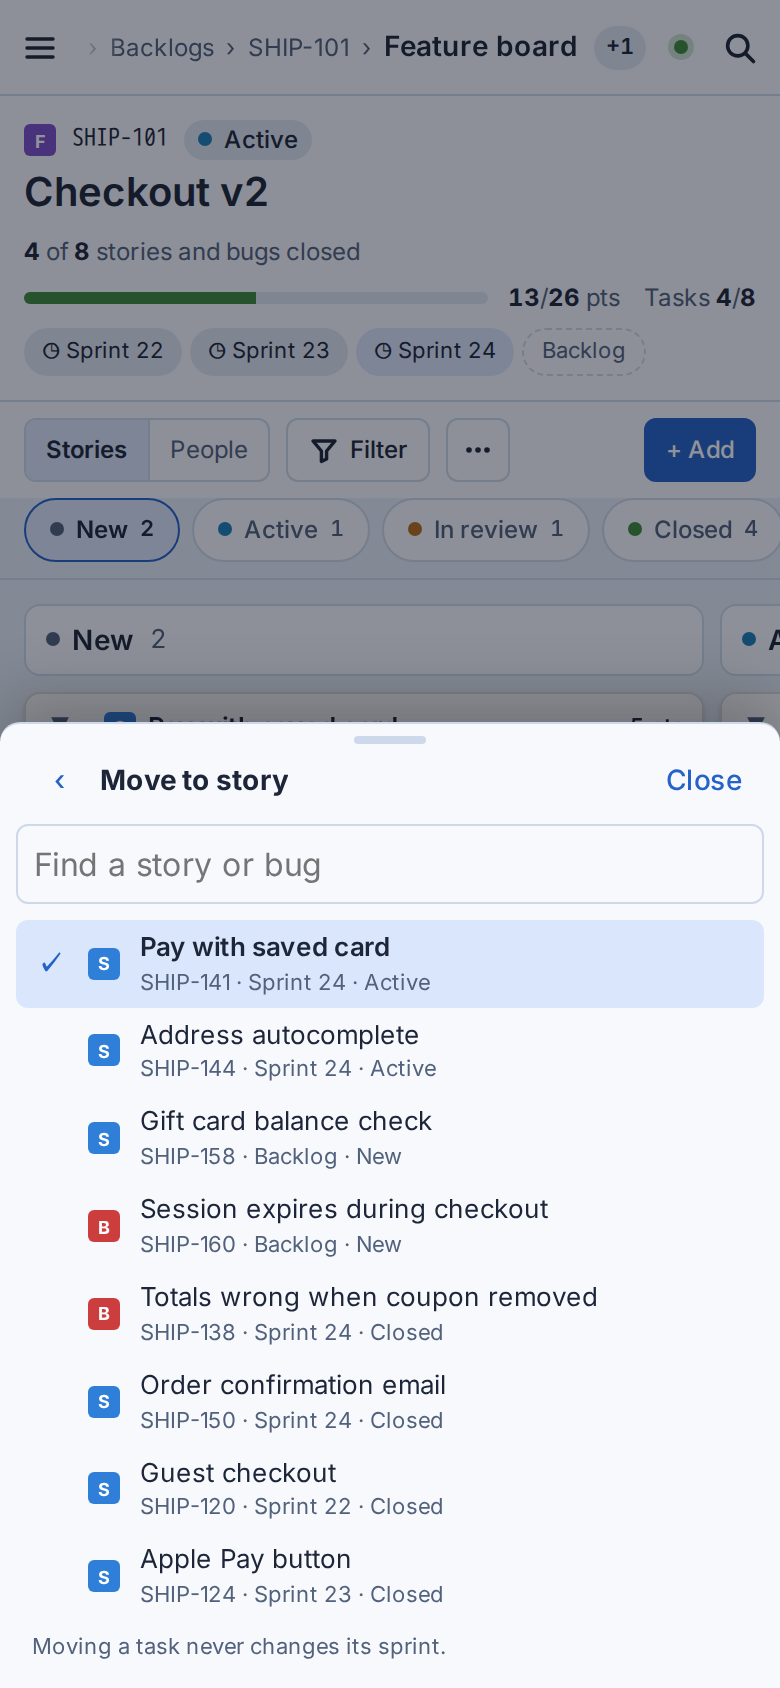 › Backlogs › SHIP-101 › Feature board +1
F SHIP-101 Active
Checkout v2
4 of 8 stories and bugs closed
13/26 pts Tasks 4/8
Sprint 22 Sprint 23 Sprint 24 Backlog
Stories People Filter ••• + Add
New 2 Active 1 In review 1 Closed 4
New 2
‹ Move to story Close
Find a story or bug
✓ S Pay with saved card
SHIP-141 · Sprint 24 · Active
S Address autocomplete
SHIP-144 · Sprint 24 · Active
S Gift card balance check
SHIP-158 · Backlog · New
B Session expires during checkout
SHIP-160 · Backlog · New
B Totals wrong when coupon removed
SHIP-138 · Sprint 24 · Closed
S Order confirmation email
SHIP-150 · Sprint 24 · Closed
S Guest checkout
SHIP-120 · Sprint 22 · Closed
S Apple Pay button
SHIP-124 · Sprint 23 · Closed
Moving a task never changes its sprint.